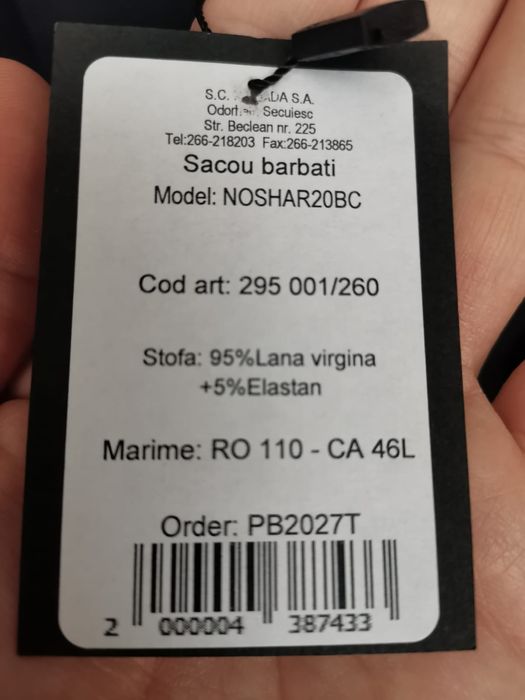 S.C. ADA S.A.
Secuiesc
Str. Beclean nr. 225
Tel:266-218203 Fax:266-213865
Sacou barbati
Model: NOSHAR20BC
Cod art: 295 001/260
Stofa: 95%Lana virgina
+5%Elastan
Marime: RO 110 - CA 46L
Order: PB2027T
2 000004 387433